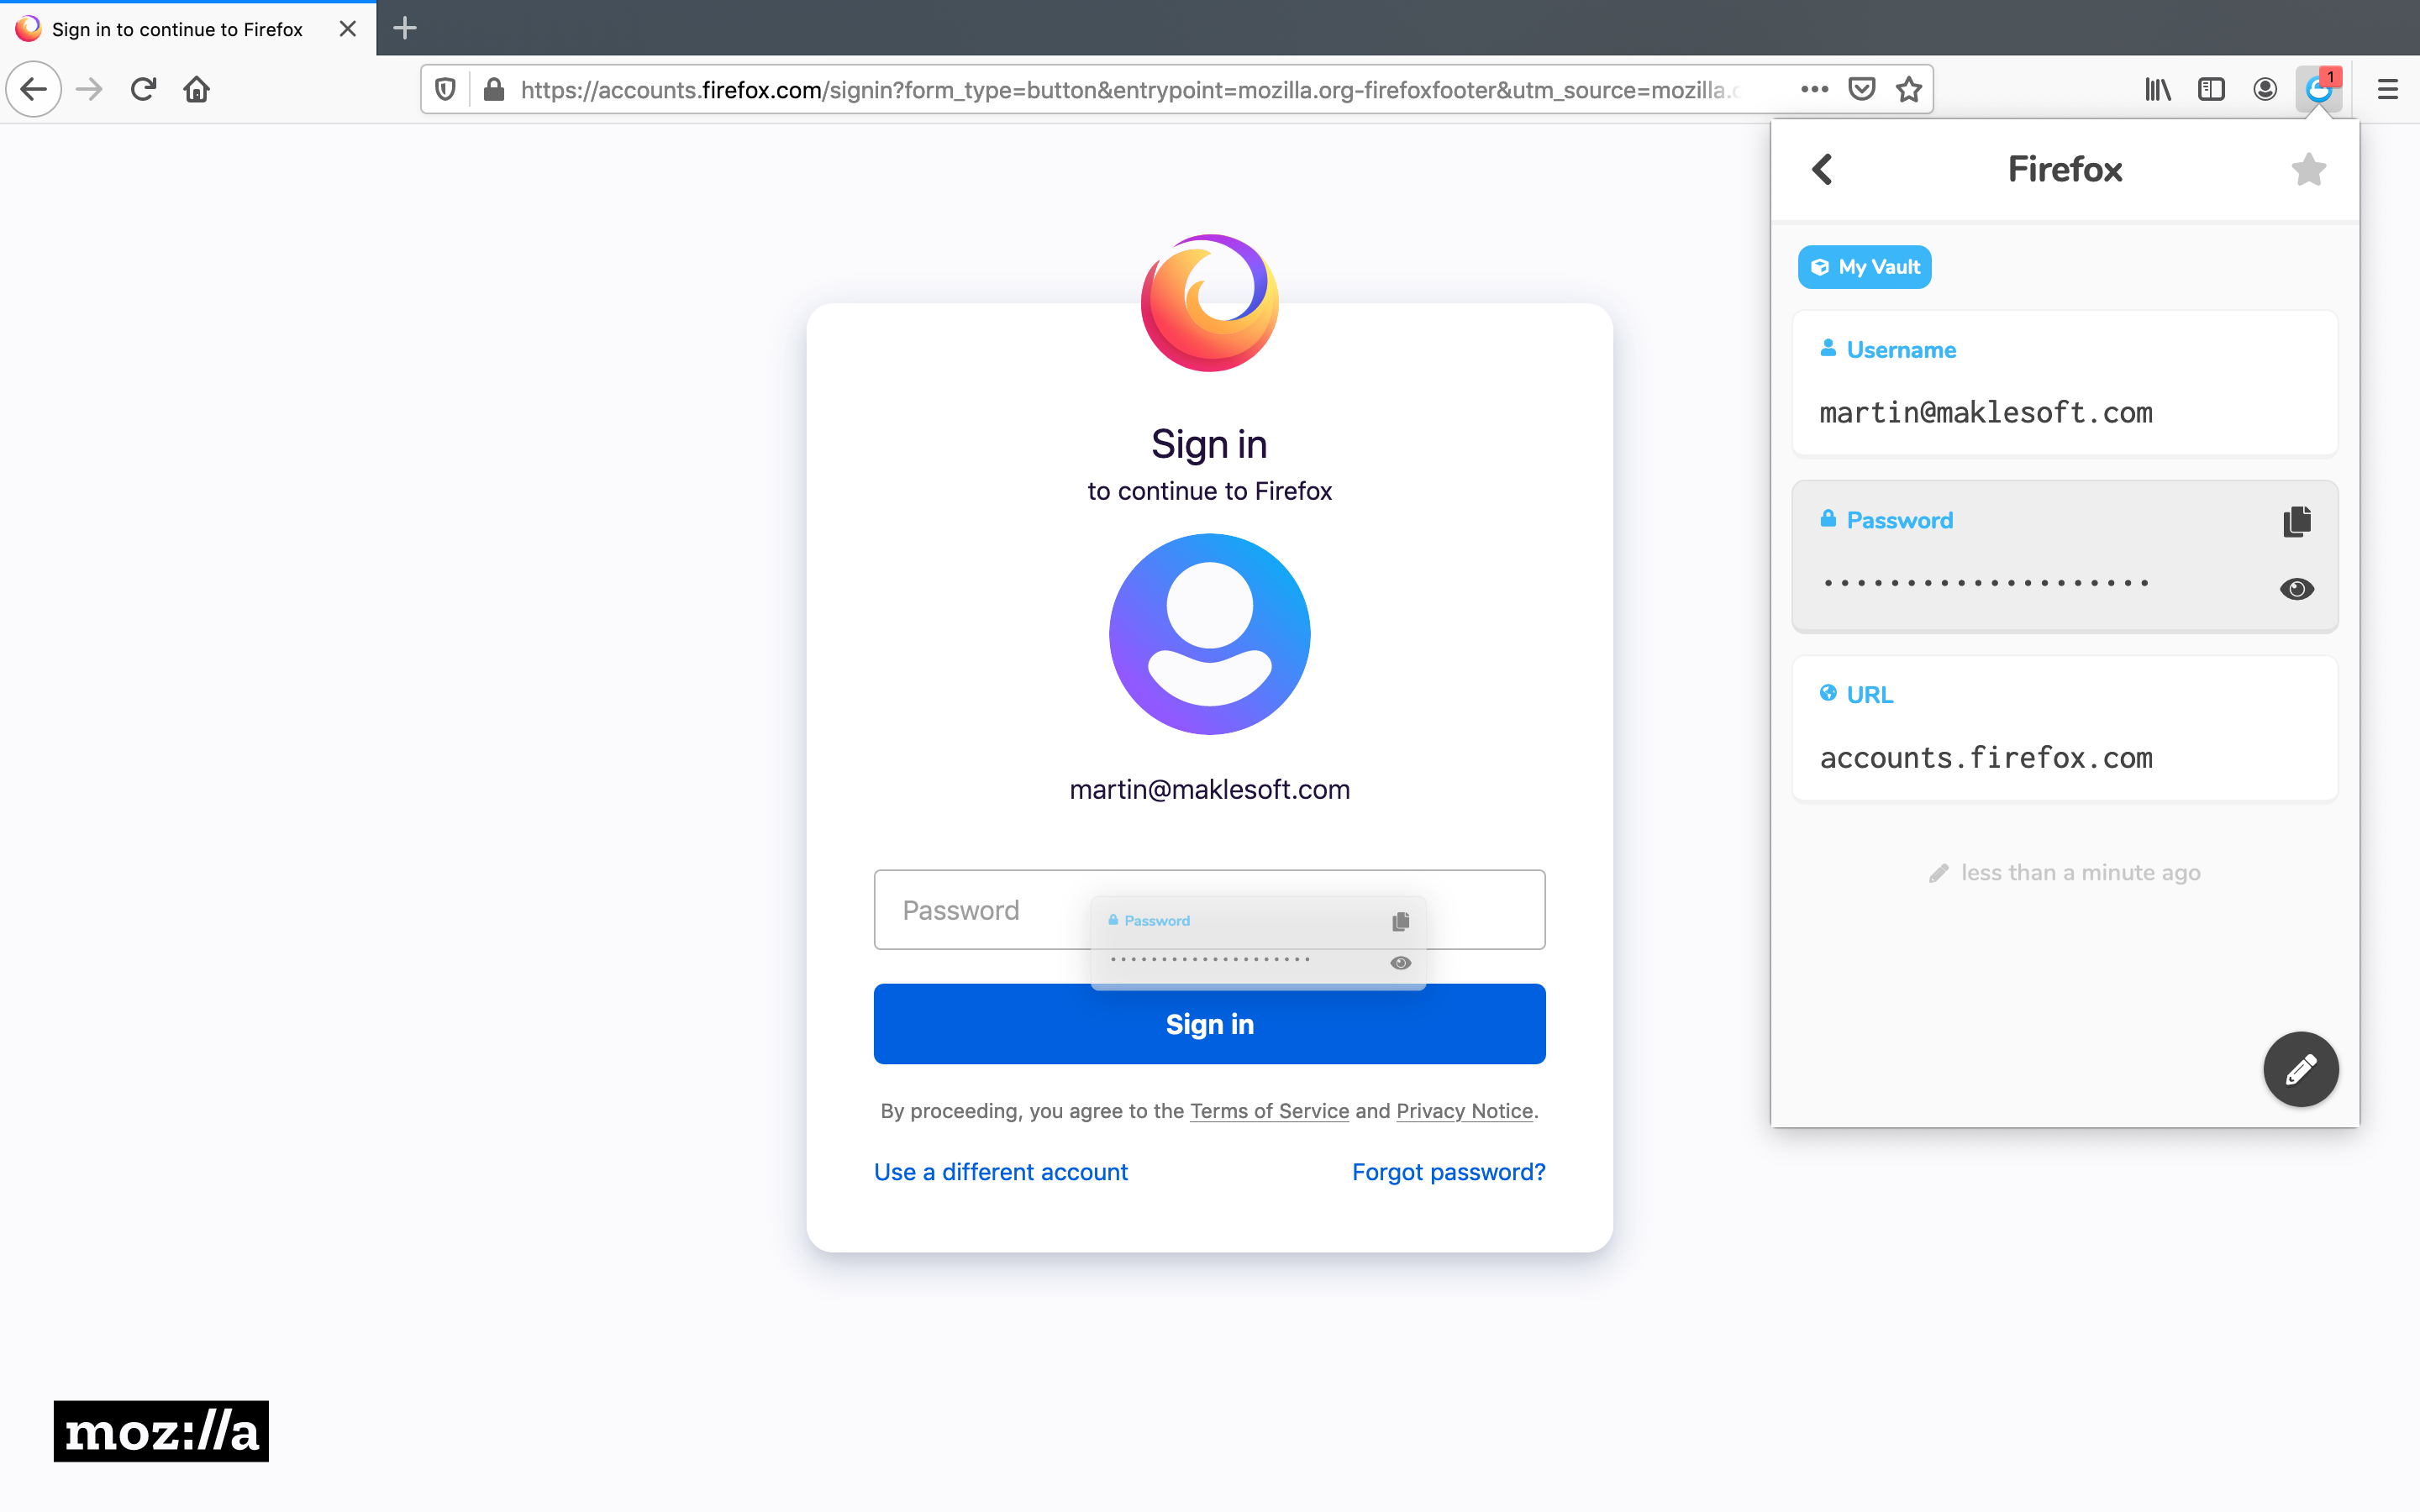 Sign in to continue to Firefox
https://accounts.firefox.com/signin?form_type=button&entrypoint=mozilla.org-firefoxfooter&utm_source=mozilla.o
1
Firefox
My Vault
Username
martin@maklesoft.com
Password
URL
accounts.firefox.com
less than a minute ago
Sign in
to continue to Firefox
martin@maklesoft.com
Password
Password
Sign in
By proceeding, you agree to the Terms of Service and Privacy Notice.
Use a different account
Forgot password?
moz://a